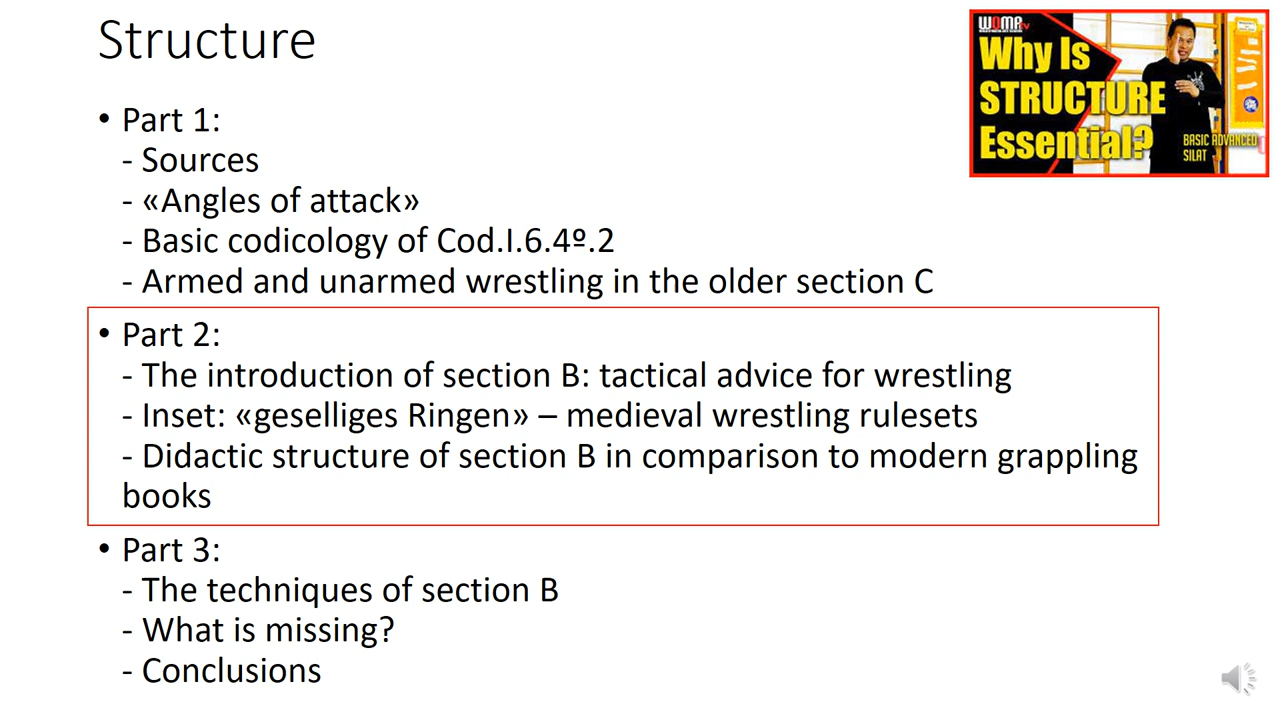 Structure
WOMA tv
Why Is
STRUCTURE
Essential?
BASIC ADVANCED
SILAT
• Part 1:
- Sources
- «Angles of attack»
- Basic codicology of Cod.I.6.4º.2
- Armed and unarmed wrestling in the older section C
• Part 2:
- The introduction of section B: tactical advice for wrestling
- Inset: «geselliges Ringen» – medieval wrestling rulesets
- Didactic structure of section B in comparison to modern grappling
books
• Part 3:
- The techniques of section B
- What is missing?
- Conclusions